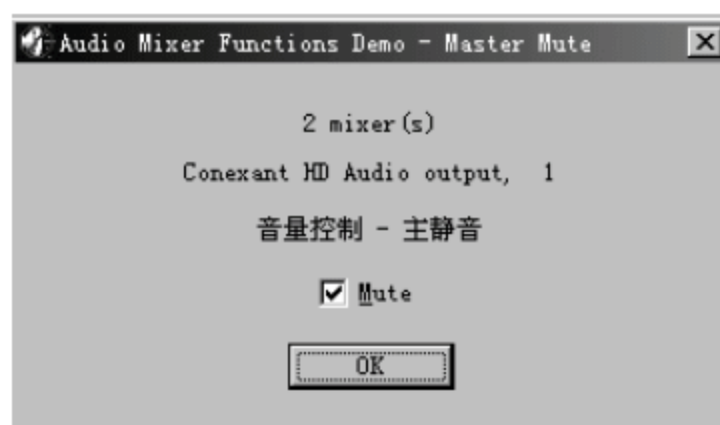 Audio Mixer Functions Demo - Master Mute
2 mixer(s)
Conexant HD Audio output, 1
音量控制 - 主静音
Mute
OK